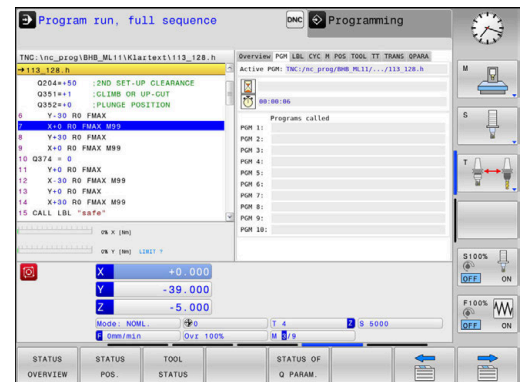 Program run, full sequence
DNC
Programming
TNC:\nc_prog\BHB_ML11\Klartext\113_128.h
→113_128.h
Q204=+50 ;2ND SET-UP CLEARANCE
Q351=+1 ;CLIMB OR UP-CUT
Q352=+0 ;PLUNGE POSITION
6 Y-30 R0 FMAX
7 X+0 R0 FMAX M99
8 Y+30 R0 FMAX
9 X+0 R0 FMAX M99
10 Q374 = 0
11 Y+0 R0 FMAX
12 X-30 R0 FMAX M99
13 Y+0 R0 FMAX
14 X+30 R0 FMAX M99
15 CALL LBL "safe"
0% X [Nm]
0% Y [Nm] LIMIT 1
Overview PGM LBL CYC M POS TOOL TT TRANS QPARA
Active PGM: TNC:/nc_prog/BHB_ML11/.../113_128.h
00:00:06
Programs called
PGM 1:
PGM 2:
PGM 3:
PGM 4:
PGM 5:
PGM 6:
PGM 7:
PGM 8:
PGM 9:
PGM 10:
X +0.000
Y -39.000
Z -5.000
Mode: NOML. 0 T 4 Z S 5000
F 0mm/min Ovr 100% M 5/9
M
S
T
S100%
OFF ON
F100%
OFF ON
STATUS OVERVIEW
STATUS POS.
TOOL STATUS
STATUS OF Q PARAM.